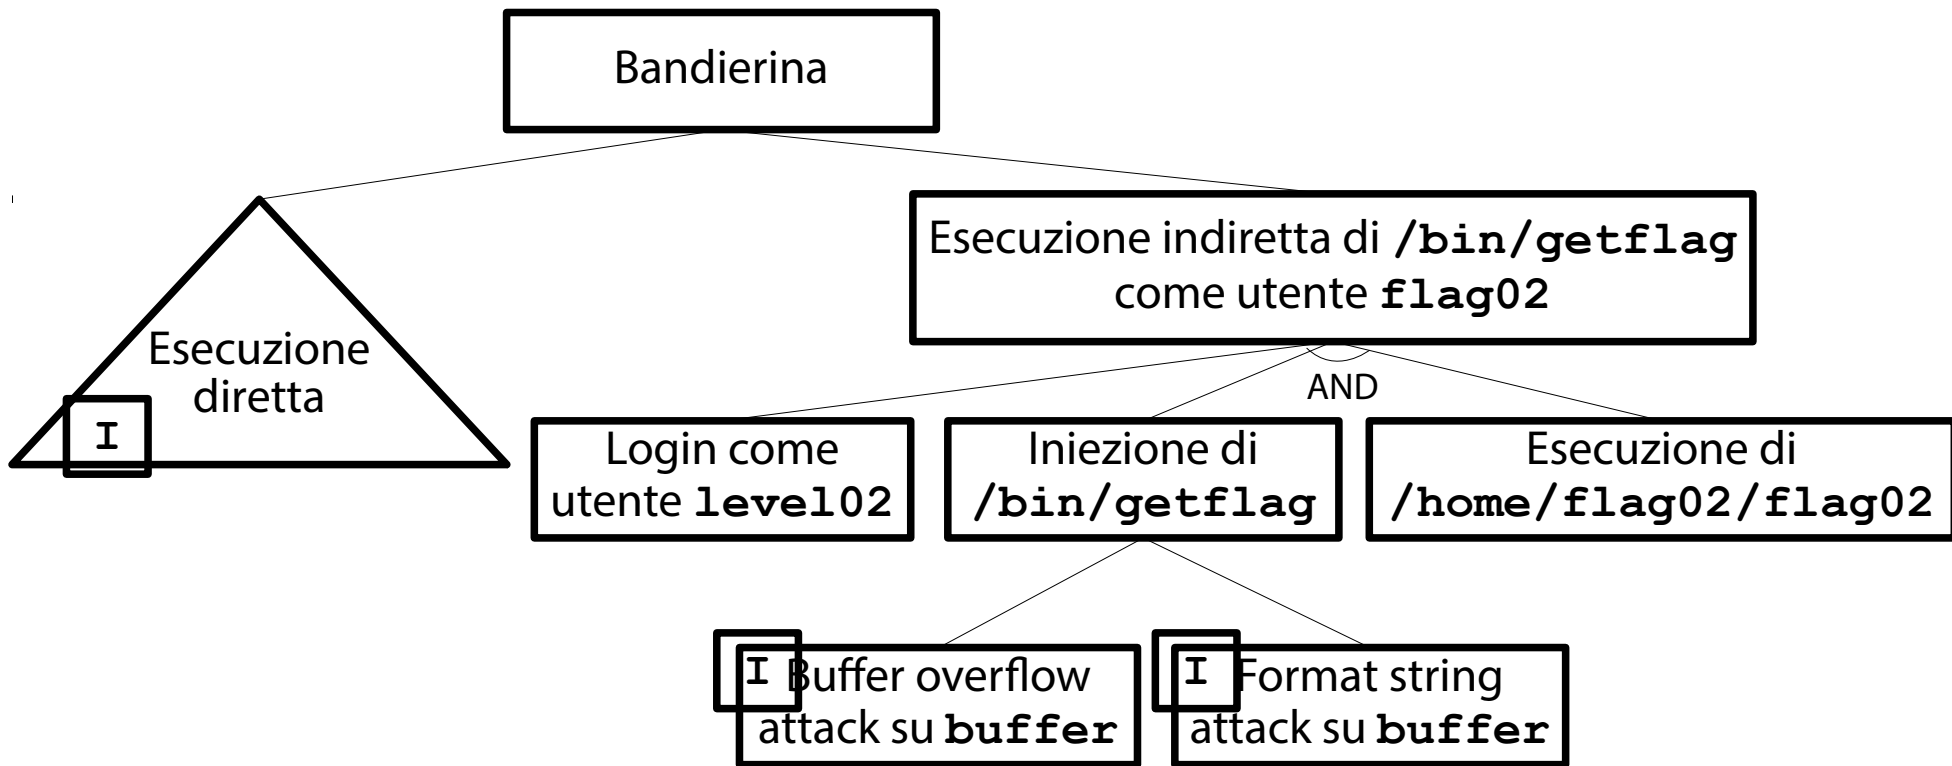 Bandierina
Esecuzione
diretta
I
Esecuzione indiretta di /bin/getflag
come utente flag02
AND
Login come
utente level02
Iniezione di
/bin/getflag
Esecuzione di
/home/flag02/flag02
I
Buffer overflow
attack su buffer
I
Format string
attack su buffer